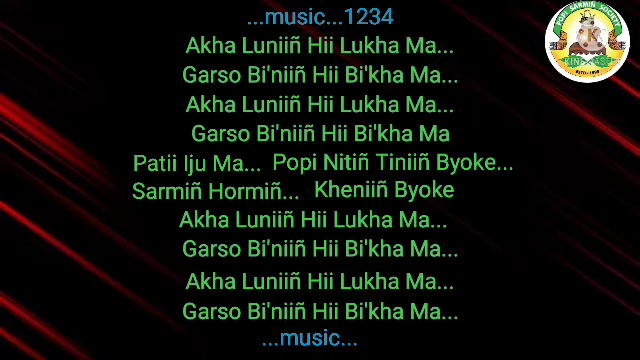 ...music...1234
Akha Luniiñ Hii Lukha Ma...
Garso Bi'niiñ Hii Bi'kha Ma...
Akha Luniiñ Hii Lukha Ma...
Garso Bi'niiñ Hii Bi'kha Ma
Patii Iju Ma... Popi Nitiñ Tiniiñ Byoke...
Sarmiñ Hormiñ... Kheniiñ Byoke
Akha Luniiñ Hii Lukha Ma...
Garso Bi'niiñ Hii Bi'kha Ma...
Akha Luniiñ Hii Lukha Ma...
Garso Bi'niiñ Hii Bi'kha Ma...
...music...
POPI SARMIN SOCIETY